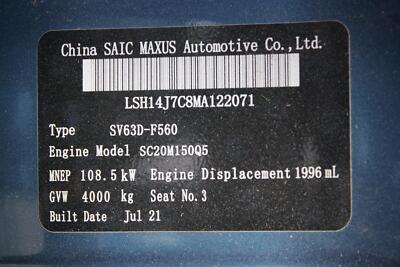 China SAIC MAXUS Automotive Co.,Ltd.
LSH14J7C8MA122071
Type SV63D-F560
Engine Model SC20M150Q5
MNEP 108.5 kW Engine Displacement 1996 mL
GVW 4000 kg Seat No.3
Built Date Jul 21